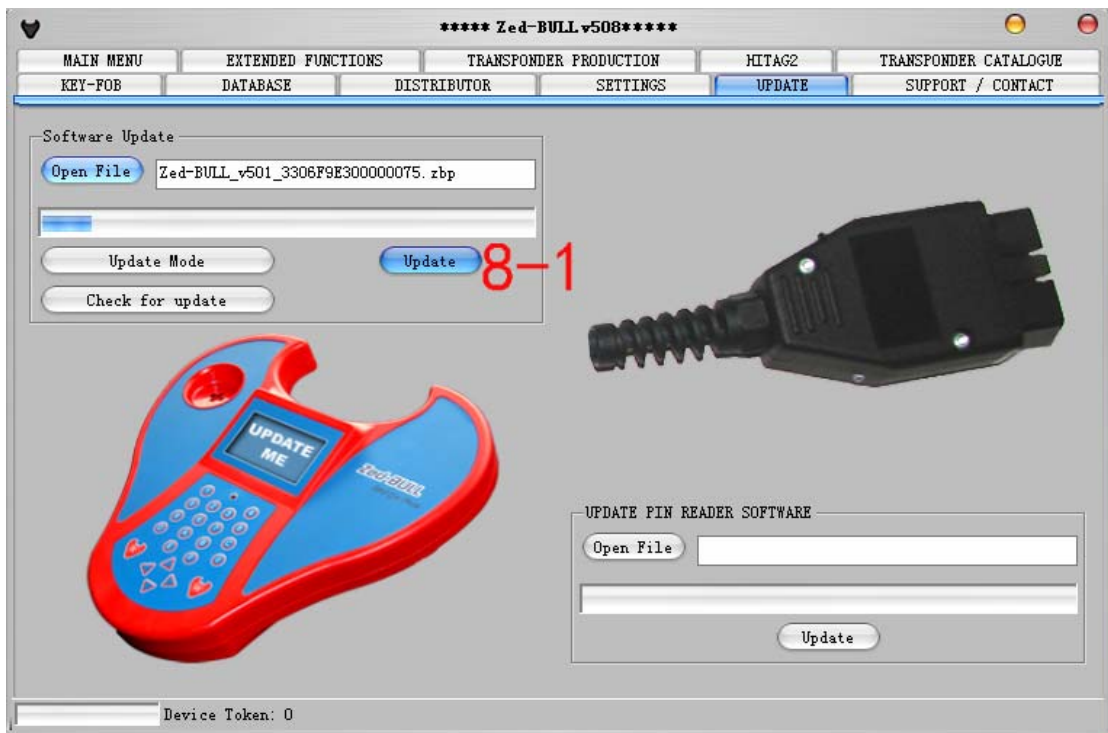 ***** Zed-BULL v508*****
MAIN MENU EXTENDED FUNCTIONS TRANSPONDER PRODUCTION HITAG2 TRANSPONDER CATALOGUE
KEY-FOB DATABASE DISTRIBUTOR SETTINGS UPDATE SUPPORT / CONTACT
Software Update
Open File Zed-BULL_v501_3306F9E300000075.zbp
Update Mode Update 8-1
Check for update
UPDATE
ME
Zed-BULL
UPDATE PIN READER SOFTWARE
Open File
Update
Device Token: 0